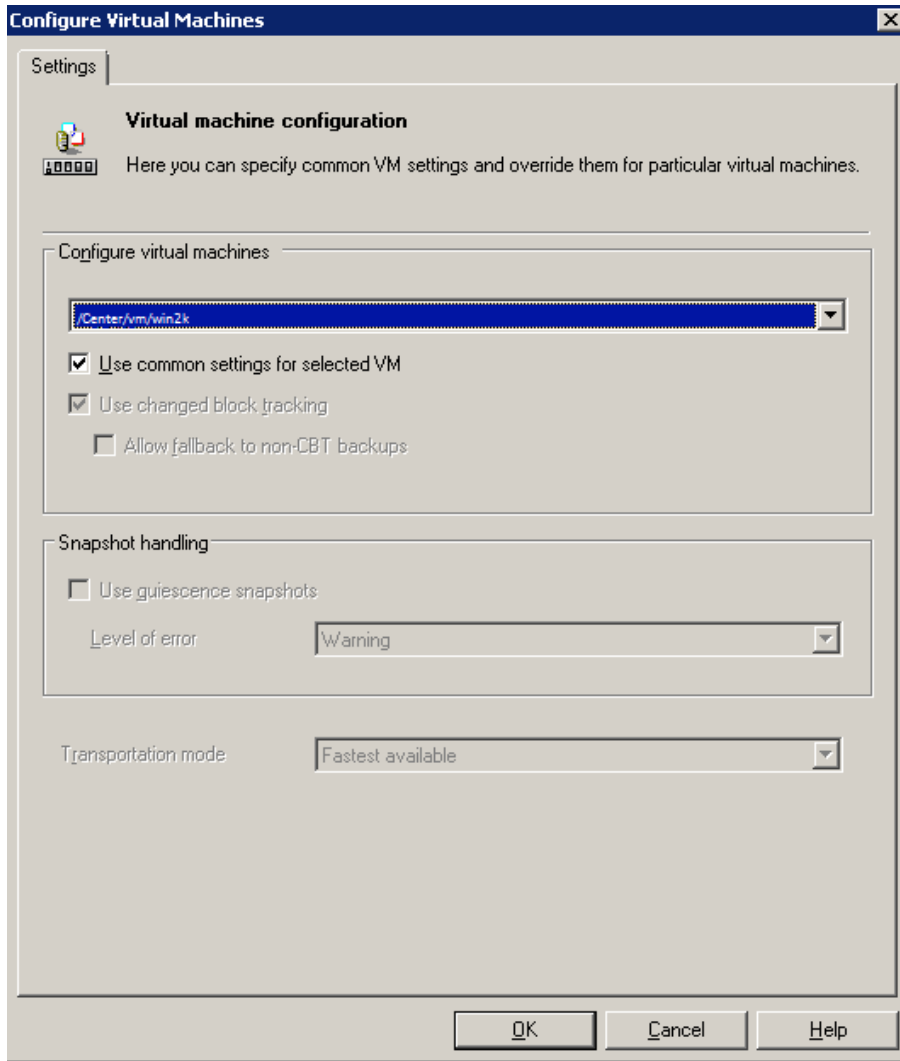 Configure Virtual Machines
Settings
Virtual machine configuration
Here you can specify common VM settings and override them for particular virtual machines.
Configure virtual machines
/Center/vm/win2k
Use common settings for selected VM
Use changed block tracking
Allow fallback to non-CBT backups
Snapshot handling
Use quiescence snapshots
Level of error Warning
Transportation mode Fastest available
OK Cancel Help